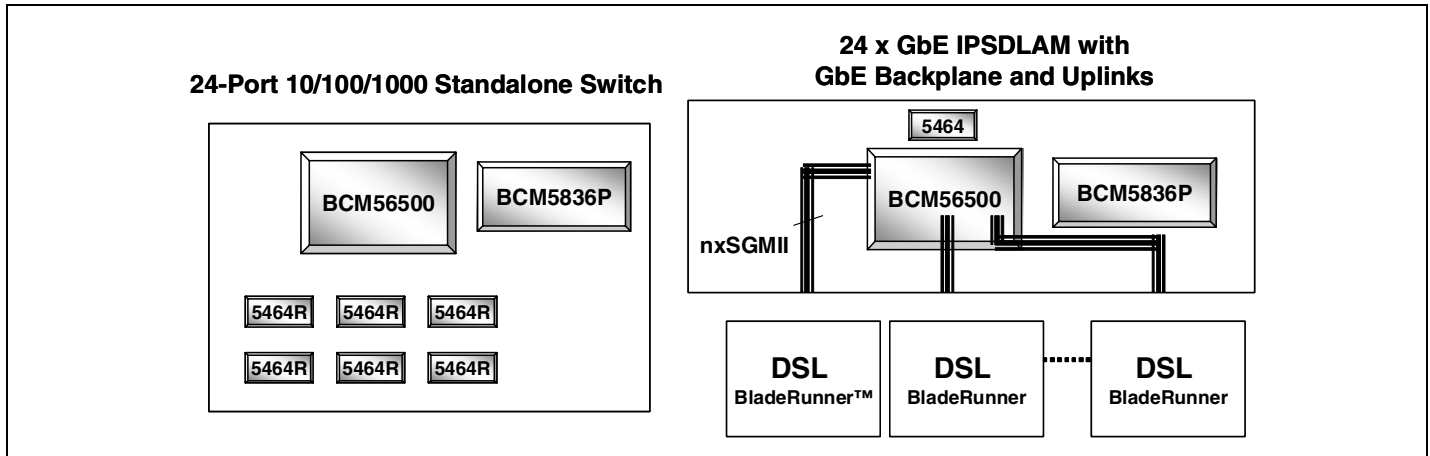 24-Port 10/100/1000 Standalone Switch
BCM56500
BCM5836P
5464R
5464R
5464R
5464R
5464R
5464R
24 x GbE IPSDLAM with
GbE Backplane and Uplinks
5464
BCM56500
BCM5836P
nxSGMII
DSL
BladeRunner™
DSL
BladeRunner
DSL
BladeRunner